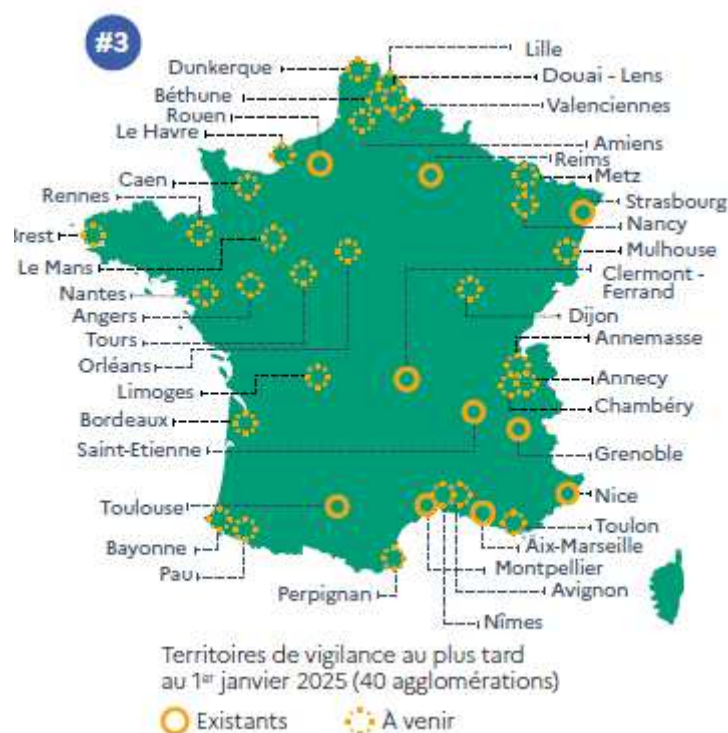 #3
Lille
Dunkerque
Douai - Lens
Béthune
Valenciennes
Rouen
Le Havre
Amiens
Reims
Caen
Metz
Rennes
Strasbourg
Nancy
Brest
Mulhouse
Le Mans
Clermont -
Ferrand
Nantes
Angers
Dijon
Tours
Annemasse
Orléans
Annecy
Limoges
Chambéry
Bordeaux
Saint-Etienne
Grenoble
Toulouse
Nice
Toulon
Bayonne
Aix-Marseille
Pau
Montpellier
Perpignan
Avignon
Nîmes
Territoires de vigilance au plus tard
au 1er janvier 2025 (40 agglomérations)
Existants
À venir